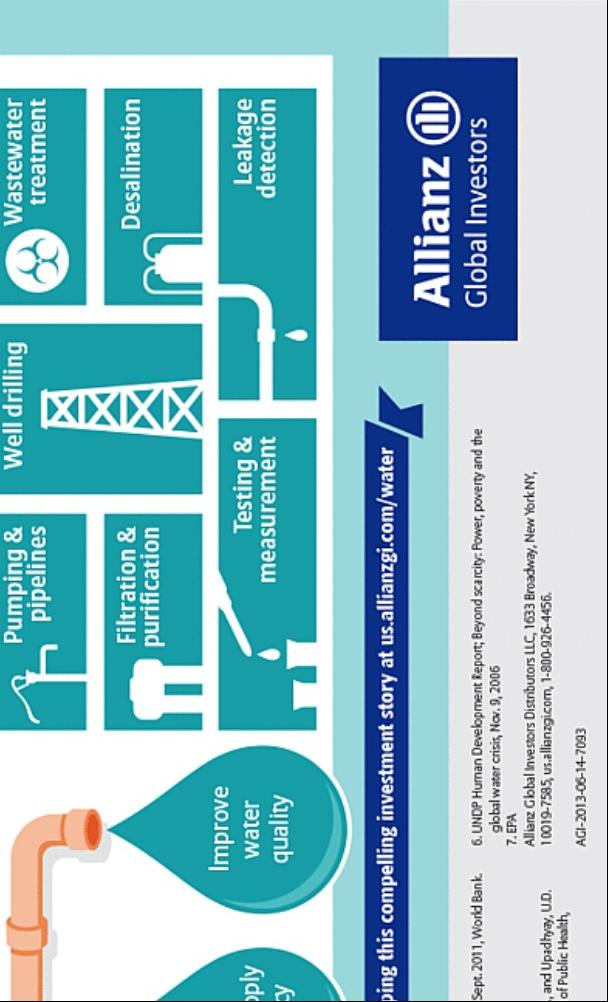 Pumping &
pipelines
Well drilling
Wastewater
treatment
Filtration &
purification
Desalination
Improve
water
quality
Testing &
measurement
Leakage
detection
ping this compelling investment story at us.allianzgi.com/water
Allianz
Global Investors
Sept. 2011, World Bank.
, and Upadhyay, U.D.
of Public Health,
6. UNDP Human Development Report; Beyond scarcity: Power, poverty and the
global water crisis, Nov. 9, 2006
7. EPA
Allianz Global Investors Distributors LLC, 1633 Broadway, New York NY,
10019-7585, us.allianzgi.com, 1-800-926-4456.
AGI-2013-06-14-7093